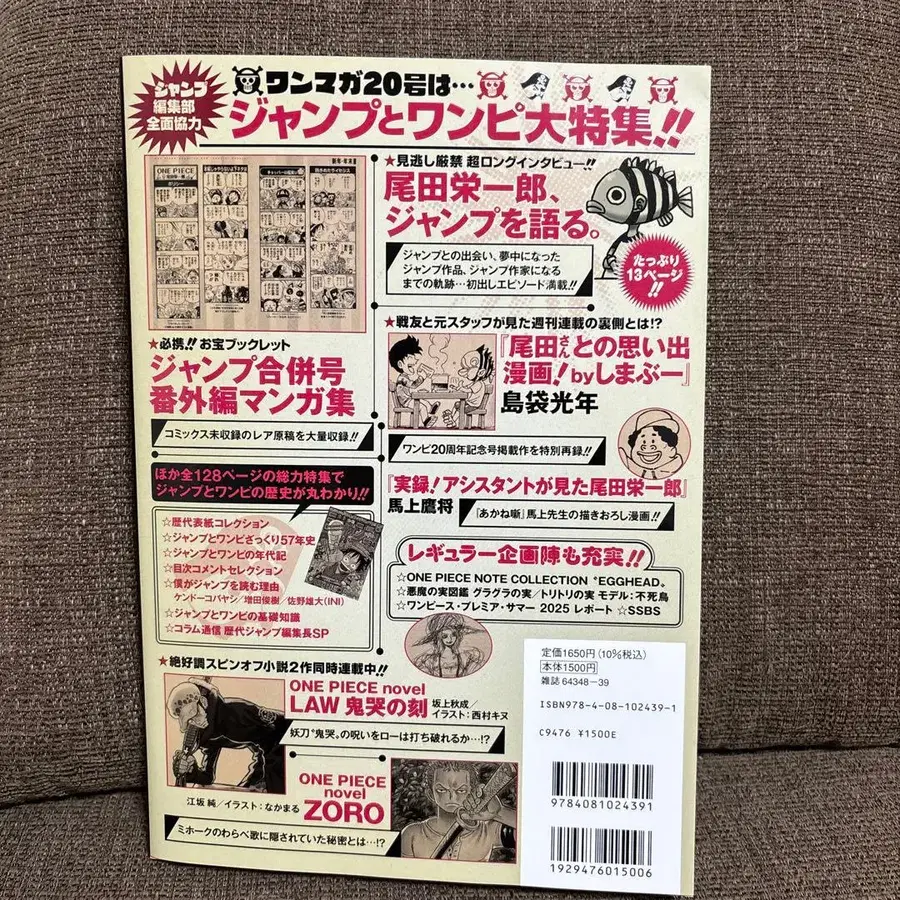 ジャンプ
編集部
全面協力
ワンマガ20号は…
ジャンプとワンピ大特集!!
ONE PIECE
★見逃し厳禁 超ロングインタビュー!!
尾田栄一郎、
ジャンプを語る。
ジャンプとの出会い、夢中になった
ジャンプ作品、ジャンプ作家になる
までの軌跡…初出しエピソード満載!!
たっぷり
13ページ
!!
★必携!! お宝ブックレット
ジャンプ合併号
番外編マンガ集
コミックス未収録のレア原稿を大量収録!!
★戦友と元スタッフが見た週刊連載の裏側とは!?
『尾田さんとの思い出
漫画!byしまぶー』
島袋光年
ワンピ20周年記念号掲載作を特別再録!!
『実録!アシスタントが見た尾田栄一郎』
馬上鷹将
『あかね噺』馬上先生の描きおろし漫画!!
ほか全128ページの総力特集で
ジャンプとワンピの歴史が丸わかり!!
☆歴代表紙コレクション
☆ジャンプとワンピざっくり57年史
☆ジャンプとワンピの年代記
☆目次コメントセレクション
☆僕がジャンプを読む理由
ケンドーコバヤシ/増田俊樹/佐野雄大(INI)
☆ジャンプとワンピの基礎知識
☆コラム通信 歴代ジャンプ編集長SP
レギュラー企画陣も充実!!
☆ONE PIECE NOTE COLLECTION “EGGHEAD”
☆悪魔の実図鑑 グラグラの実/トリトリの実 モデル:不死鳥
☆ワンピース・プレミア・サマー 2025 レポート ☆SSBS
★絶好調スピンオフ小説2作同時連載中!!
ONE PIECE novel
LAW 鬼哭の刻
坂上秋成/
イラスト:西村キヌ
妖刀“鬼哭”の呪いをローは打ち破れるか…!?
ONE PIECE
novel
ZORO
江坂 純/イラスト:なかまる
ミホークのわらべ歌に隠されていた秘密とは…!?
定価1650円(10%税込)
本体1500円
雑誌 64348-39
ISBN978-4-08-102439-1
C9476 ¥1500E
9784081024391
1929476015006